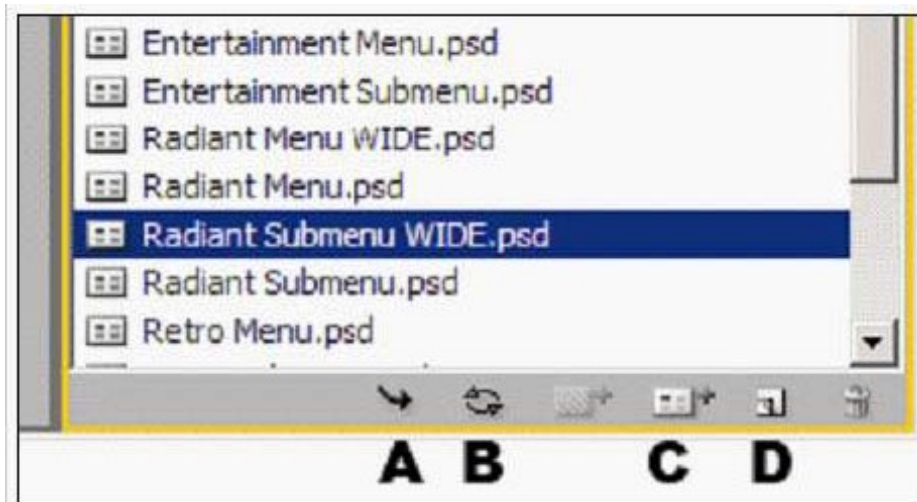 Entertainment Menu.psd
Entertainment Submenu.psd
Radiant Menu WIDE.psd
Radiant Menu.psd
Radiant Submenu WIDE.psd
Radiant Submenu.psd
Retro Menu.psd
A B C D